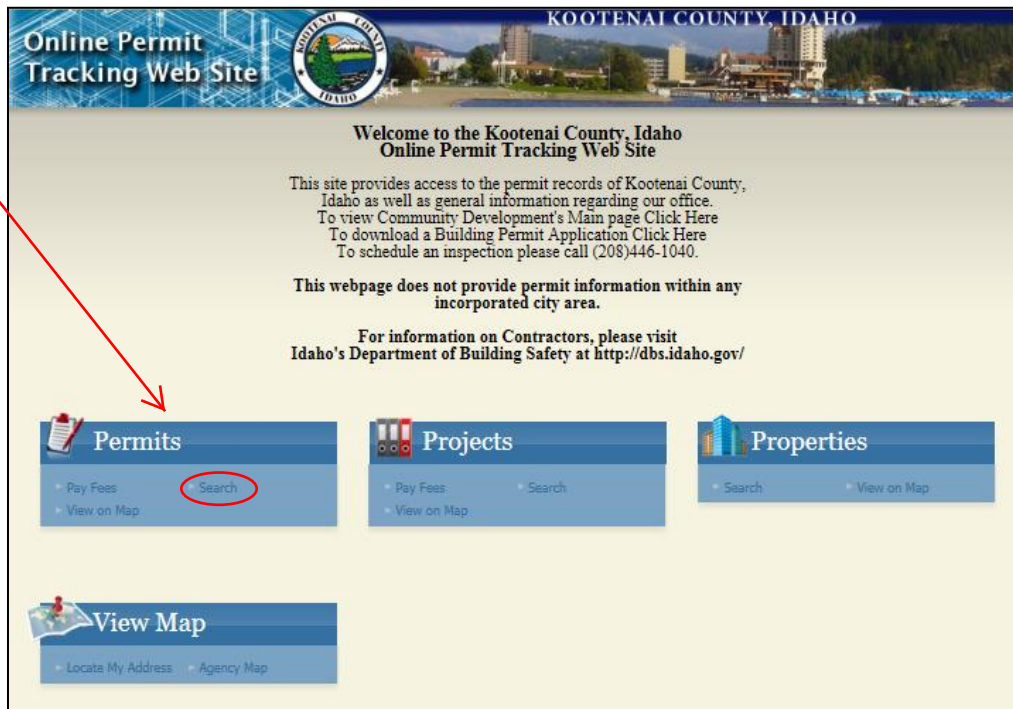 KOOTENAI COUNTY, IDAHO
Online Permit
Tracking Web Site
KOOTENAI COUNTY
IDAHO
Welcome to the Kootenai County, Idaho
Online Permit Tracking Web Site
This site provides access to the permit records of Kootenai County,
Idaho as well as general information regarding our office.
To view Community Development's Main page Click Here
To download a Building Permit Application Click Here
To schedule an inspection please call (208)446-1040.
This webpage does not provide permit information within any
incorporated city area.
For information on Contractors, please visit
Idaho's Department of Building Safety at http://dbs.idaho.gov/
Permits
Pay Fees
Search
View on Map
Projects
Pay Fees
Search
View on Map
Properties
Search
View on Map
View Map
Locate My Address
Agency Map